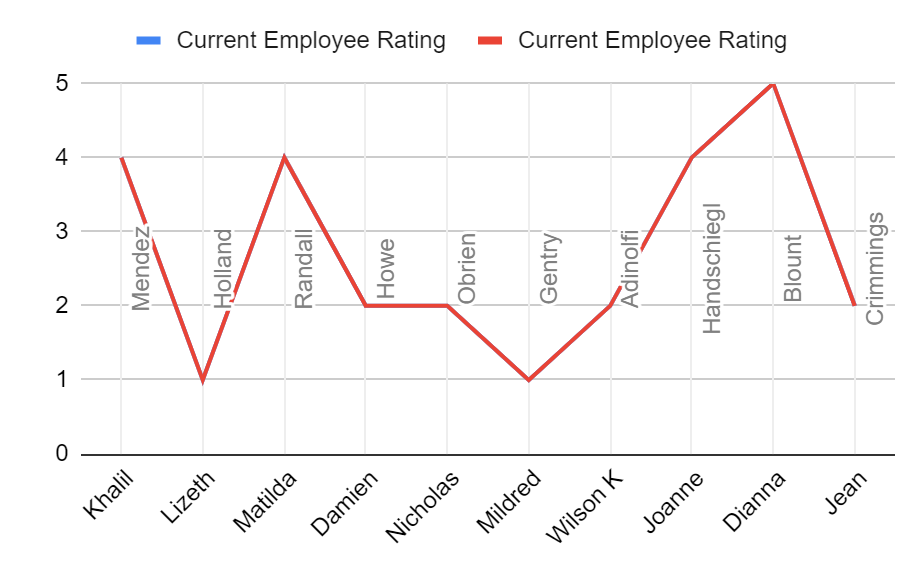 Current Employee Rating Current Employee Rating
5
4
3
2
1
0
Mendez
Holland
Randall
Howe
Obrien
Gentry
Adinolfi
Handschiegl
Blount
Crimmings
Khalil
Lizeth
Matilda
Damien
Nicholas
Mildred
Wilson K
Joanne
Dianna
Jean